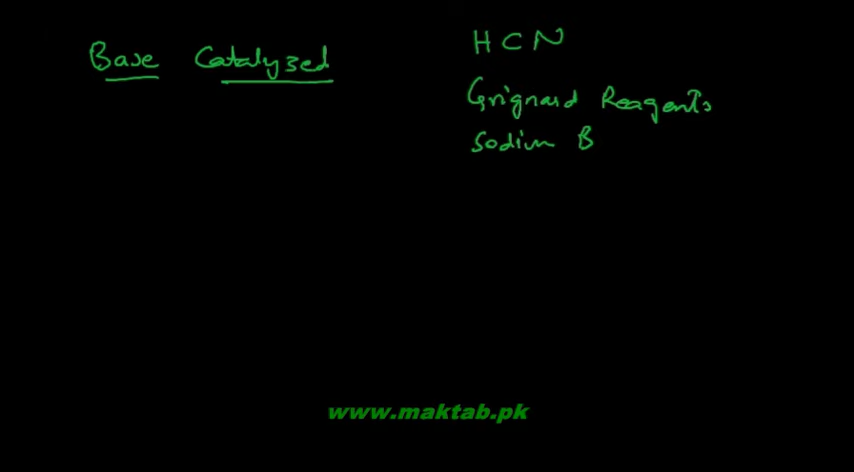 Base Catalyzed
HCN
Grignard Reagents
Sodium B
www.maktab.pk